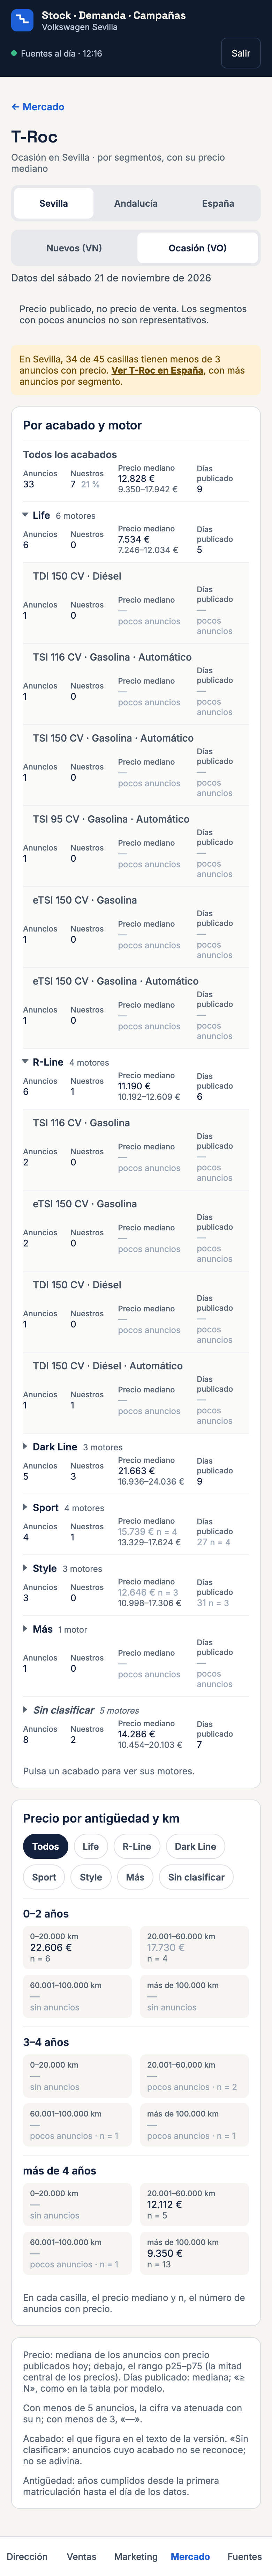 Stock · Demanda · Campañas
Volkswagen Sevilla
Fuentes al día · 12:16
Salir
← Mercado
T-Roc
Ocasión en Sevilla · por segmentos, con su precio
mediano
Sevilla Andalucía España
Nuevos (VN) Ocasión (VO)
Datos del sábado 21 de noviembre de 2026
Precio publicado, no precio de venta. Los segmentos
con pocos anuncios no son representativos.
En Sevilla, 34 de 45 casillas tienen menos de 3
anuncios con precio. Ver T-Roc en España, con más
anuncios por segmento.
Por acabado y motor
Todos los acabados
Anuncios Nuestros Precio mediano Días publicado
33 7 21 % 12.828 € 9
9.350–17.942 €
Life 6 motores
Anuncios Nuestros Precio mediano Días publicado
6 0 7.534 € 5
7.246–12.034 €
TDI 150 CV · Diésel
Anuncios Nuestros Precio mediano Días publicado
1 0 — —
pocos anuncios pocos anuncios
TSI 116 CV · Gasolina · Automático
Anuncios Nuestros Precio mediano Días publicado
1 0 — —
pocos anuncios pocos anuncios
TSI 150 CV · Gasolina · Automático
Anuncios Nuestros Precio mediano Días publicado
1 0 — —
pocos anuncios pocos anuncios
TSI 95 CV · Gasolina · Automático
Anuncios Nuestros Precio mediano Días publicado
1 0 — —
pocos anuncios pocos anuncios
eTSI 150 CV · Gasolina
Anuncios Nuestros Precio mediano Días publicado
1 0 — —
pocos anuncios pocos anuncios
eTSI 150 CV · Gasolina · Automático
Anuncios Nuestros Precio mediano Días publicado
1 0 — —
pocos anuncios pocos anuncios
R-Line 4 motores
Anuncios Nuestros Precio mediano Días publicado
6 1 11.190 € 6
10.192–12.609 €
TSI 116 CV · Gasolina
Anuncios Nuestros Precio mediano Días publicado
2 0 — —
pocos anuncios pocos anuncios
eTSI 150 CV · Gasolina
Anuncios Nuestros Precio mediano Días publicado
2 0 — —
pocos anuncios pocos anuncios
TDI 150 CV · Diésel
Anuncios Nuestros Precio mediano Días publicado
1 0 — —
pocos anuncios pocos anuncios
TDI 150 CV · Diésel · Automático
Anuncios Nuestros Precio mediano Días publicado
1 1 — —
pocos anuncios pocos anuncios
Dark Line 3 motores
Anuncios Nuestros Precio mediano Días publicado
5 3 21.663 € 9
16.936–24.036 €
Sport 4 motores
Anuncios Nuestros Precio mediano Días publicado
4 1 15.739 € n = 4 27 n = 4
13.329–17.624 €
Style 3 motores
Anuncios Nuestros Precio mediano Días publicado
3 0 12.646 € n = 3 31 n = 3
10.998–17.306 €
Más 1 motor
Anuncios Nuestros Precio mediano Días publicado
1 0 — —
pocos anuncios pocos anuncios
Sin clasificar 5 motores
Anuncios Nuestros Precio mediano Días publicado
8 2 14.286 € 7
10.454–20.103 €
Pulsa un acabado para ver sus motores.
Precio por antigüedad y km
Todos Life R-Line Dark Line
Sport Style Más Sin clasificar
0–2 años
0–20.000 km 20.001–60.000 km
22.606 € 17.730 €
n = 6 n = 4
60.001–100.000 km más de 100.000 km
— —
sin anuncios sin anuncios
3–4 años
0–20.000 km 20.001–60.000 km
— —
sin anuncios pocos anuncios · n = 2
60.001–100.000 km más de 100.000 km
— —
pocos anuncios · n = 1 pocos anuncios · n = 1
más de 4 años
0–20.000 km 20.001–60.000 km
— 12.112 €
sin anuncios n = 5
60.001–100.000 km más de 100.000 km
— 9.350 €
pocos anuncios · n = 1 n = 13
En cada casilla, el precio mediano y n, el número de
anuncios con precio.
Precio: mediana de los anuncios con precio
publicados hoy; debajo, el rango p25–p75 (la mitad
central de los precios). Días publicado: mediana; «≥
N», como en la tabla por modelo.
Con menos de 5 anuncios, la cifra va atenuada con
su n; con menos de 3, «—».
Acabado: el que figura en el texto de la versión. «Sin
clasificar»: anuncios cuyo acabado no se reconoce;
no se adivina.
Antigüedad: años cumplidos desde la primera
matriculación hasta el día de los datos.
Dirección Ventas Marketing Mercado Fuentes